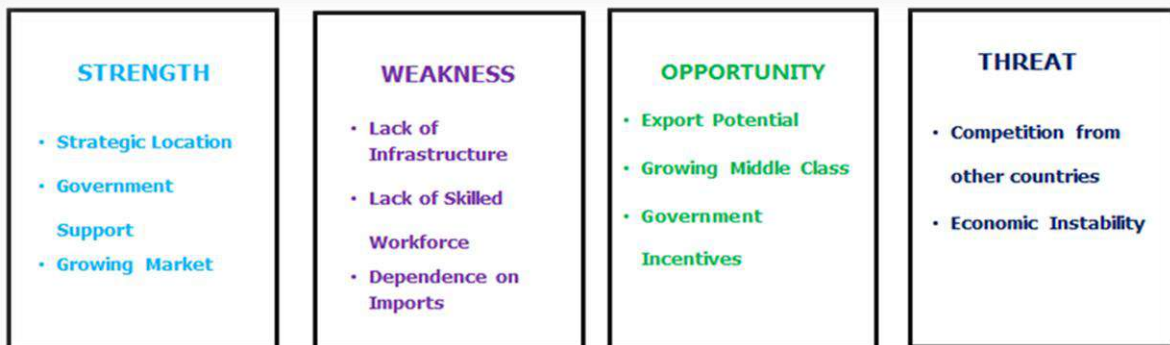 STRENGTH
• Strategic Location
• Government
Support
• Growing Market
WEAKNESS
• Lack of
Infrastructure
• Lack of Skilled
Workforce
• Dependence on
Imports
OPPORTUNITY
• Export Potential
• Growing Middle Class
• Government
Incentives
THREAT
• Competition from
other countries
• Economic Instability